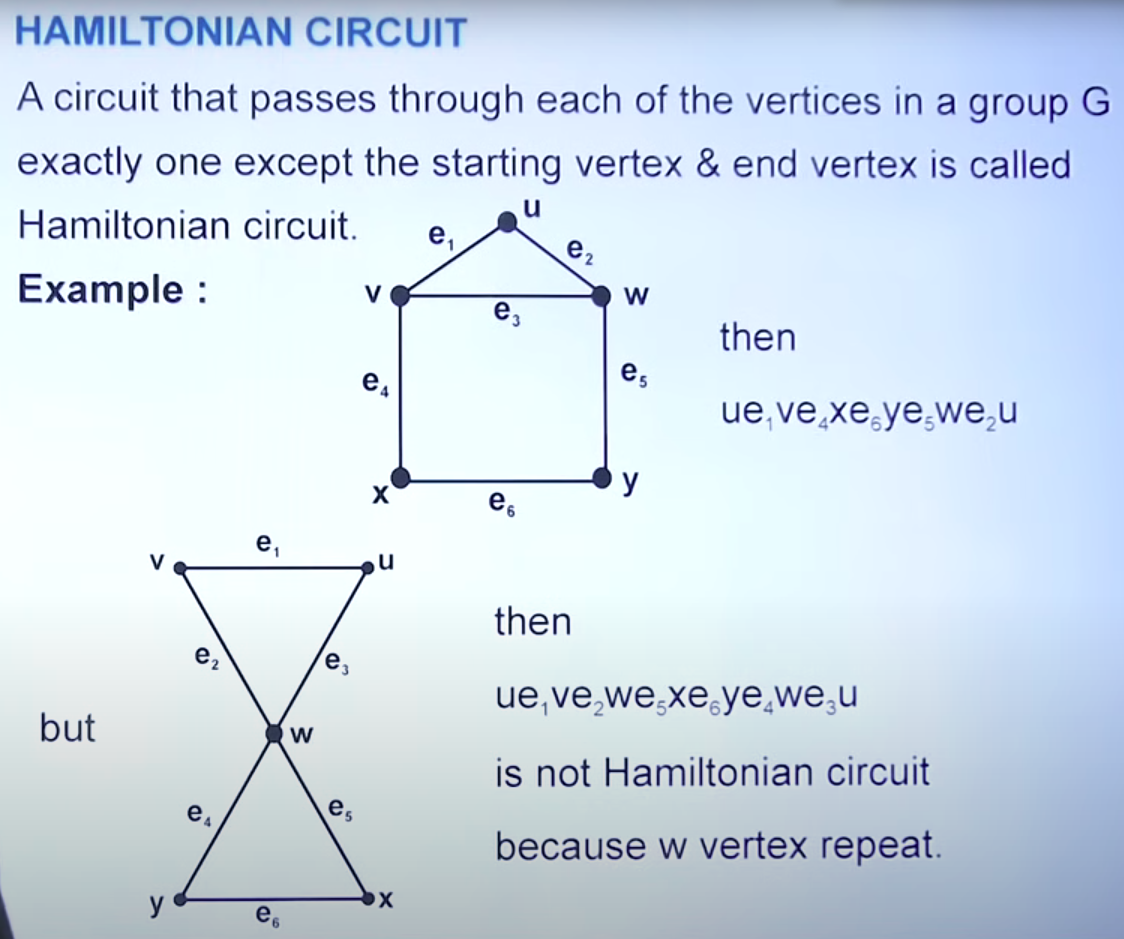 HAMILTONIAN CIRCUIT
A circuit that passes through each of the vertices in a group G
exactly one except the starting vertex & end vertex is called
Hamiltonian circuit.
Example :
u
e₁
e₂
v
w
e₃
e₄
e₅
x
y
e₆
then
ue₁ve₄xe₆ye₅we₂u
but
v
e₁
u
e₂
e₃
w
e₄
e₅
y
e₆
x
then
ue₁ve₂we₅xe₆ye₄we₃u
is not Hamiltonian circuit
because w vertex repeat.